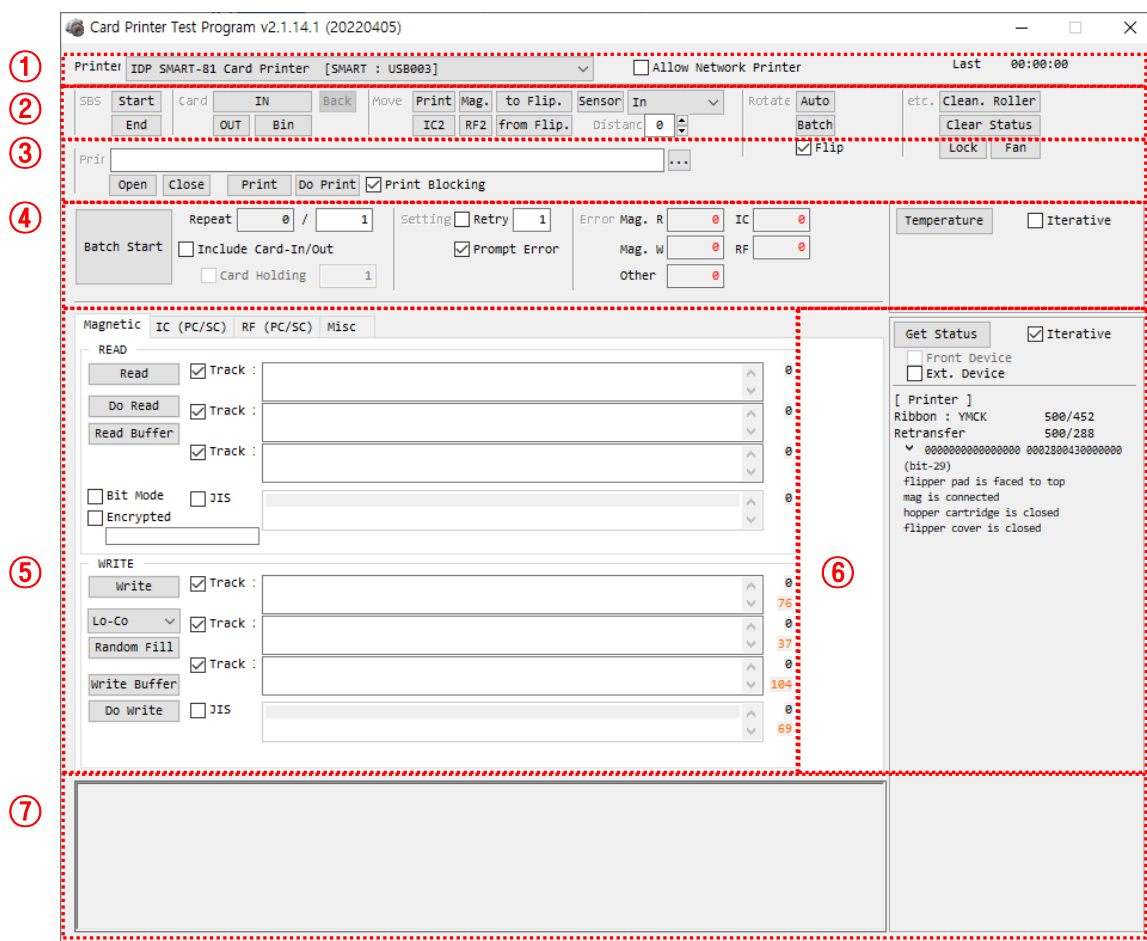 Card Printer Test Program v2.1.14.1 (20220405)
① Printer IDP SMART-81 Card Printer [SMART : USB003] Allow Network Printer Last 00:00:00
② SBS Start Card IN Back Move Print Mag. to Flip. Sensor In Rotate Auto etc. Clean. Roller
End OUT Bin IC2 RF2 from Flip. Distanc 0 Batch Clear Status
Flip Lock Fan
③ Prir ...
Open Close Print Do Print Print Blocking
④ Batch Start Repeat 0 / 1 Setting Retry 1 Error Mag. R 0 IC 0 Temperature Iterative
Include Card-In/Out Prompt Error Mag. W 0 RF 0
Card Holding 1 Other 0
Magnetic IC (PC/SC) RF (PC/SC) Misc
READ
Read Track : 0
Do Read Track : 0
Read Buffer
Track : 0
Bit Mode JIS 0
Encrypted
⑤
WRITE
Write Track : 0
76
Lo-Co Track : 0
Random Fill 37
Track : 0
Write Buffer 104
Do Write JIS 0
69
⑥
Get Status Iterative
Front Device
Ext. Device
[ Printer ]
Ribbon : YMCK 500/452
Retransfer 500/288
0000000000000000 0002800430000000
(bit-29)
flipper pad is faced to top
mag is connected
hopper cartridge is closed
flipper cover is closed
⑦